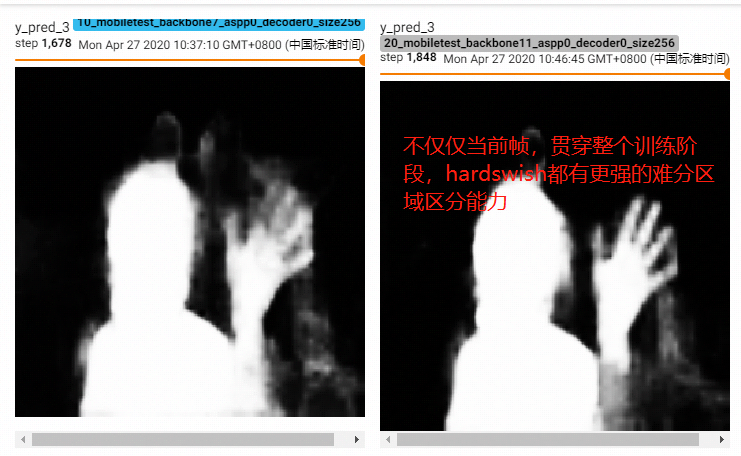 y_pred_3
10_mobiletest_backbone7_aspp0_decoder0_size256
step 1,678 Mon Apr 27 2020 10:37:10 GMT+0800 (中国标准时间)
y_pred_3
20_mobiletest_backbone11_aspp0_decoder0_size256
step 1,848 Mon Apr 27 2020 10:46:45 GMT+0800 (中国标准时间)
不仅仅当前帧，贯穿整个训练阶
段，hardswish都有更强的难分区
域区分能力